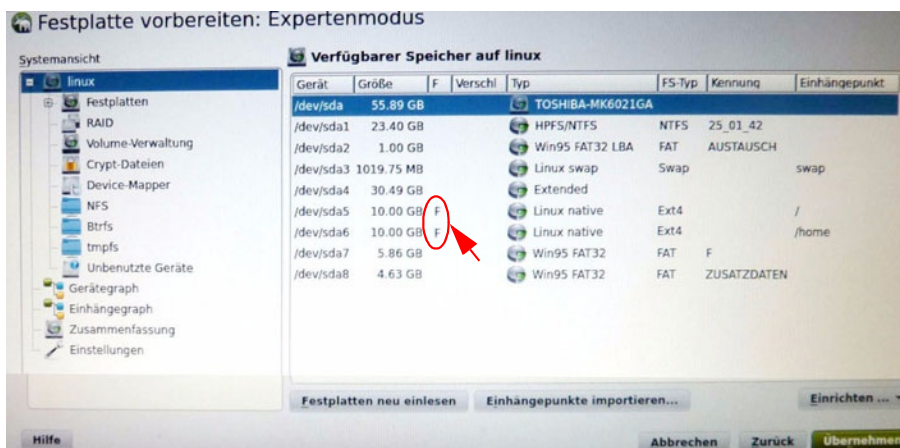 Festplatte vorbereiten: Expertenmodus
Systemansicht
linux
Festplatten
RAID
Volume-Verwaltung
Crypt-Dateien
Device-Mapper
NFS
Btrfs
tmpfs
Unbenutzte Geräte
Gerätegraph
Einhängegraph
Zusammenfassung
Einstellungen
Verfügbarer Speicher auf linux
Gerät Größe F Verschl Typ FS-Typ Kennung Einhängepunkt
/dev/sda 55.89 GB TOSHIBA-MK6021GA
/dev/sda1 23.40 GB HPFS/NTFS NTFS 25_01_42
/dev/sda2 1.00 GB Win95 FAT32 LBA FAT AUSTAUSCH
/dev/sda3 1019.75 MB Linux swap Swap swap
/dev/sda4 30.49 GB Extended
/dev/sda5 10.00 GB F Linux native Ext4 /
/dev/sda6 10.00 GB F Linux native Ext4 /home
/dev/sda7 5.86 GB Win95 FAT32 FAT F
/dev/sda8 4.63 GB Win95 FAT32 FAT ZUSATZDATEN
Festplatten neu einlesen Einhängepunkte importieren... Einrichten ...
Hilfe Abbrechen Zurück Übernehmen